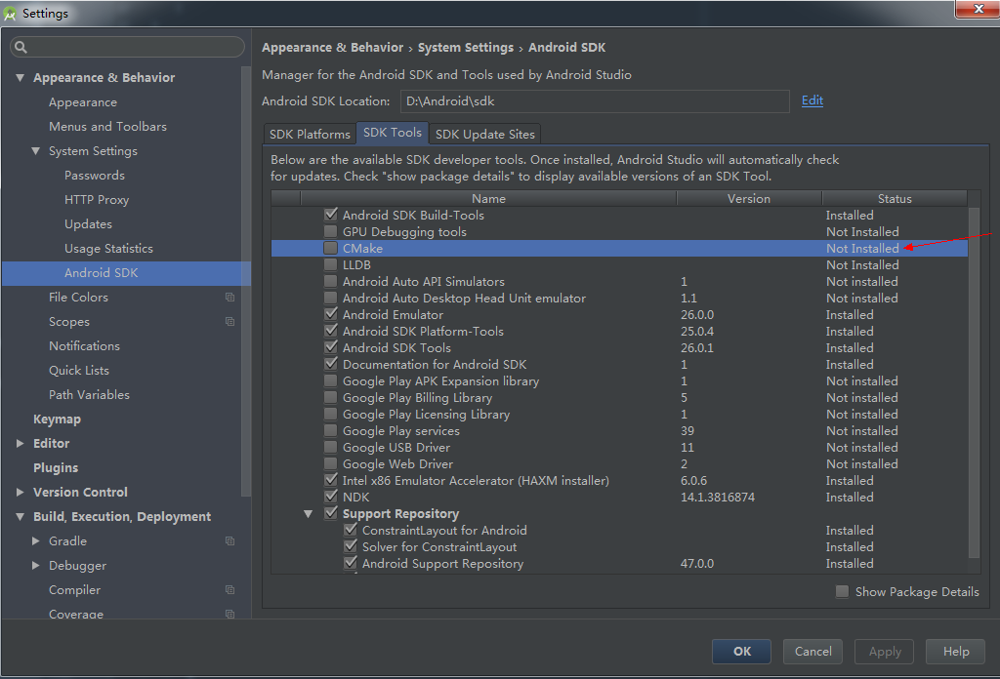 Settings
Appearance & Behavior
Appearance
Menus and Toolbars
System Settings
Passwords
HTTP Proxy
Updates
Usage Statistics
Android SDK
File Colors
Scopes
Notifications
Quick Lists
Path Variables
Keymap
Editor
Plugins
Version Control
Build, Execution, Deployment
Gradle
Debugger
Compiler
Coverage
Appearance & Behavior › System Settings › Android SDK
Manager for the Android SDK and Tools used by Android Studio
Android SDK Location: D:\Android\sdk Edit
SDK Platforms SDK Tools SDK Update Sites
Below are the available SDK developer tools. Once installed, Android Studio will automatically check
for updates. Check "show package details" to display available versions of an SDK Tool.
Name Version Status
Android SDK Build-Tools Installed
GPU Debugging tools Not Installed
CMake Not Installed
LLDB Not Installed
Android Auto API Simulators 1 Not installed
Android Auto Desktop Head Unit emulator 1.1 Not installed
Android Emulator 26.0.0 Installed
Android SDK Platform-Tools 25.0.4 Installed
Android SDK Tools 26.0.1 Installed
Documentation for Android SDK 1 Installed
Google Play APK Expansion library 1 Not installed
Google Play Billing Library 5 Not installed
Google Play Licensing Library 1 Not installed
Google Play services 39 Not installed
Google USB Driver 11 Not installed
Google Web Driver 2 Not installed
Intel x86 Emulator Accelerator (HAXM installer) 6.0.6 Installed
NDK 14.1.3816874 Installed
Support Repository
ConstraintLayout for Android Installed
Solver for ConstraintLayout Installed
Android Support Repository 47.0.0 Installed
Show Package Details
OK Cancel Apply Help